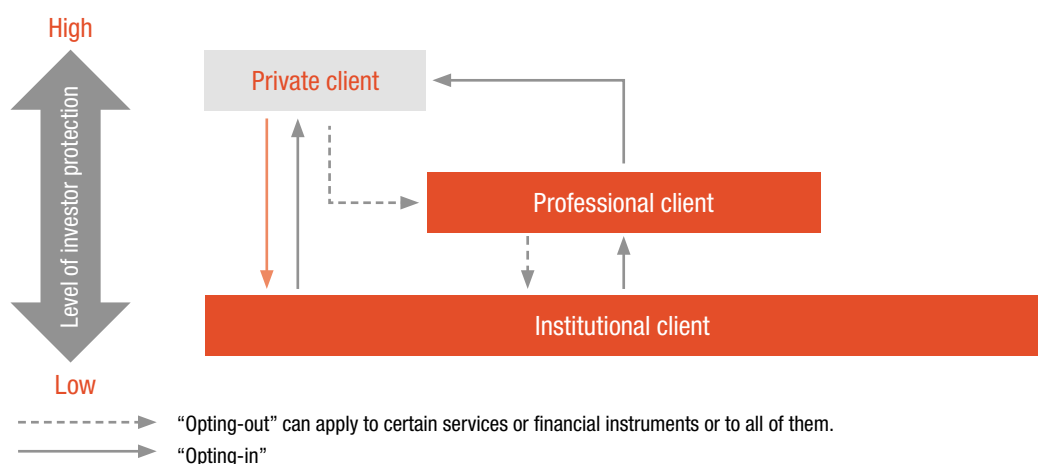 High
Level of investor protection
Private client
Professional client
Institutional client
Low
“Opting-out” can apply to certain services or financial instruments or to all of them.
“Opting-in”